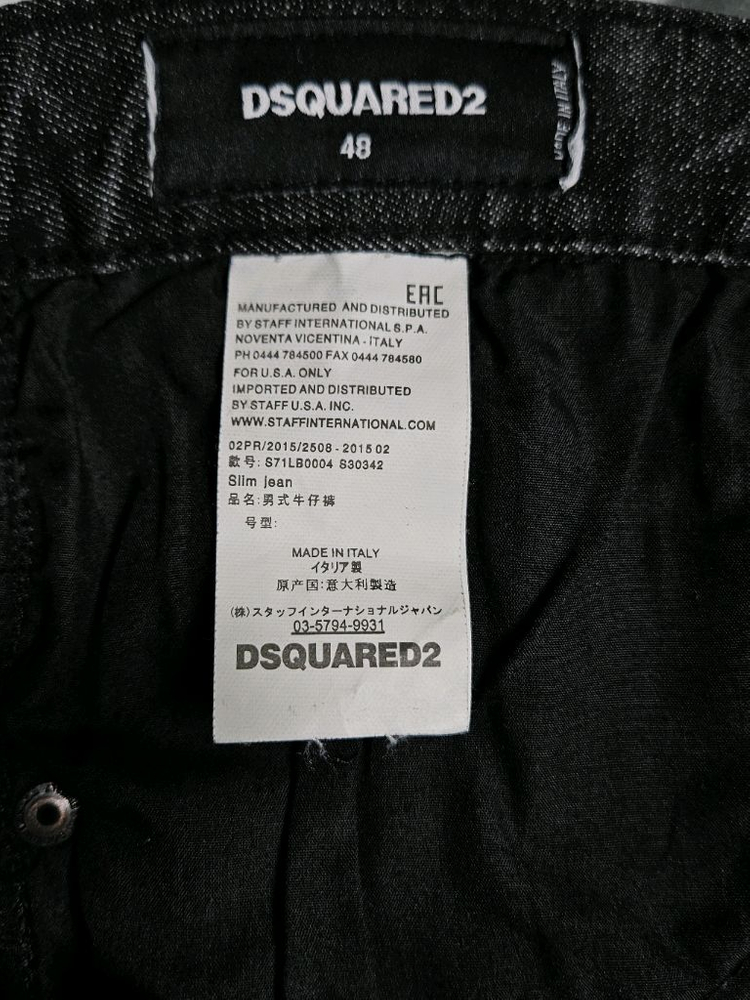 DSQUARED2
48
MADE IN ITALY
EAC
MANUFACTURED AND DISTRIBUTED
BY STAFF INTERNATIONAL S.P.A.
NOVENTA VICENTINA - ITALY
PH 0444 784500 FAX 0444 784580
FOR U.S.A. ONLY
IMPORTED AND DISTRIBUTED
BY STAFF U.S.A. INC.
WWW.STAFFINTERNATIONAL.COM
02PR/2015/2508 - 2015 02
款号: S71LB0004 S30342
Slim jean
品名:男式牛仔裤
号型:
MADE IN ITALY
イタリア製
原产国:意大利製造
(株)スタッフインターナショナルジャパン
03-5794-9931
DSQUARED2